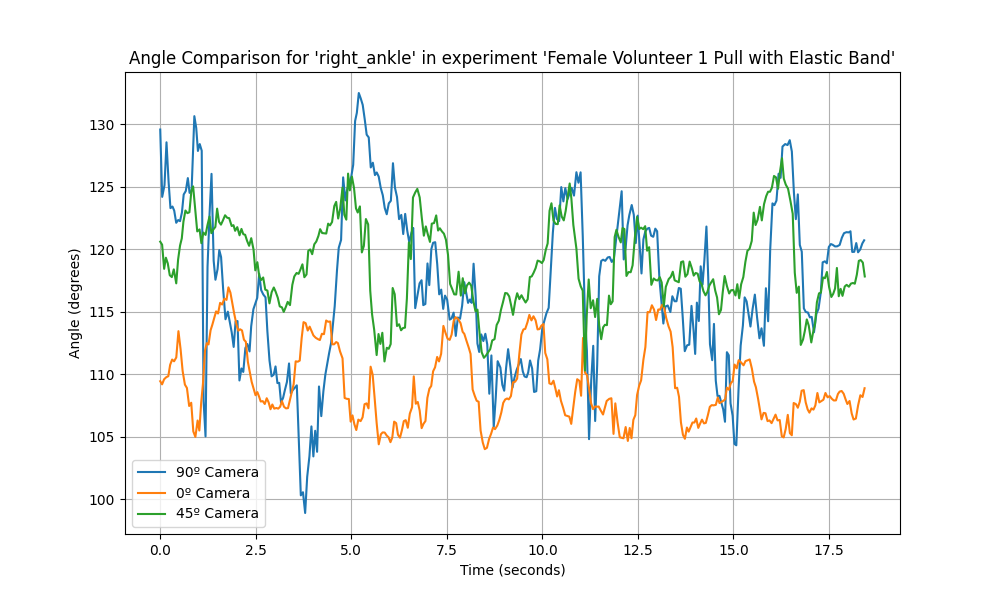 Angle Comparison for 'right_ankle' in experiment 'Female Volunteer 1 Pull with Elastic Band'
Angle (degrees)
130
125
120
115
110
105
100
90º Camera
0º Camera
45º Camera
0.0 2.5 5.0 7.5 10.0 12.5 15.0 17.5
Time (seconds)